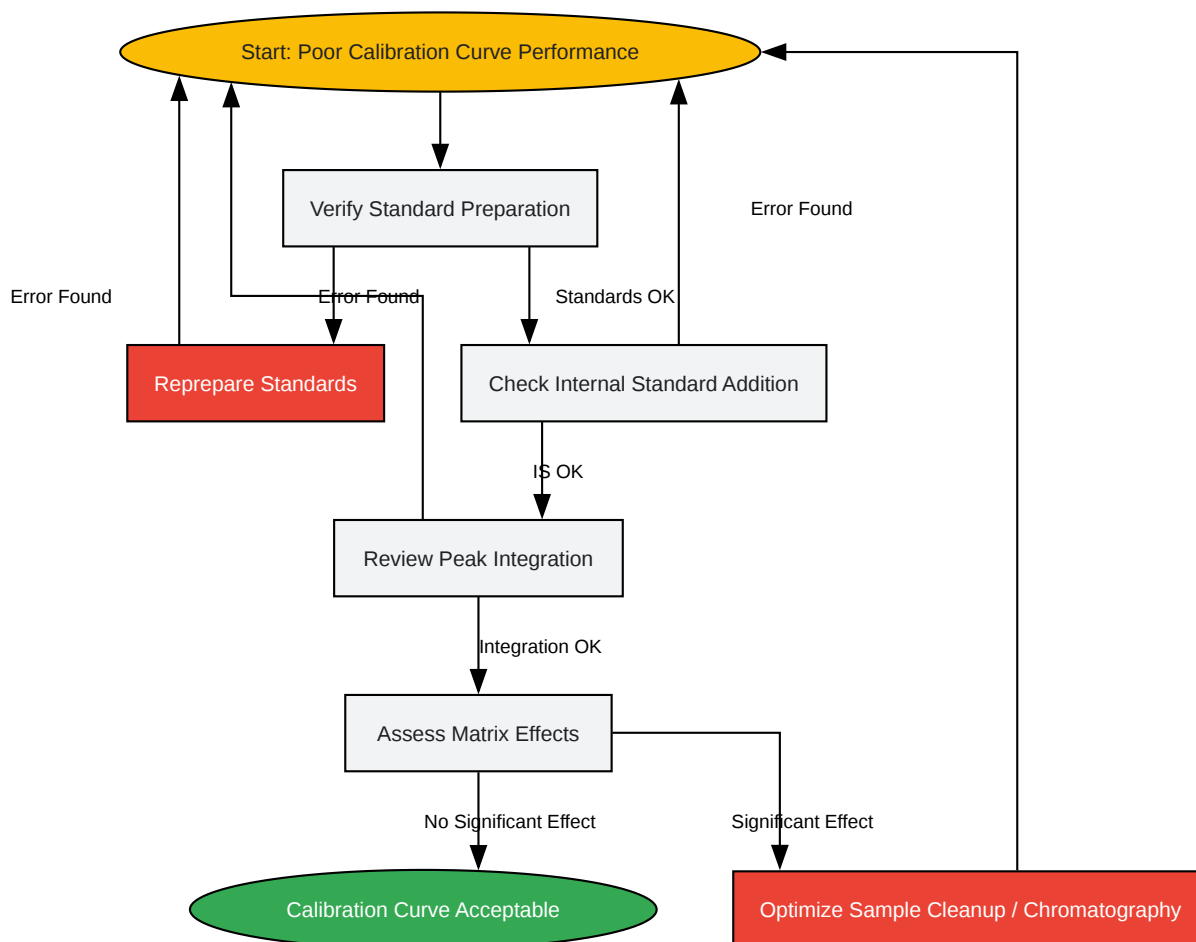 Start: Poor Calibration Curve Performance
Verify Standard Preparation
Error Found
Error Found
Error Found
Standards OK
Reprepare Standards
Check Internal Standard Addition
IS OK
Review Peak Integration
Integration OK
Assess Matrix Effects
No Significant Effect
Significant Effect
Calibration Curve Acceptable
Optimize Sample Cleanup / Chromatography